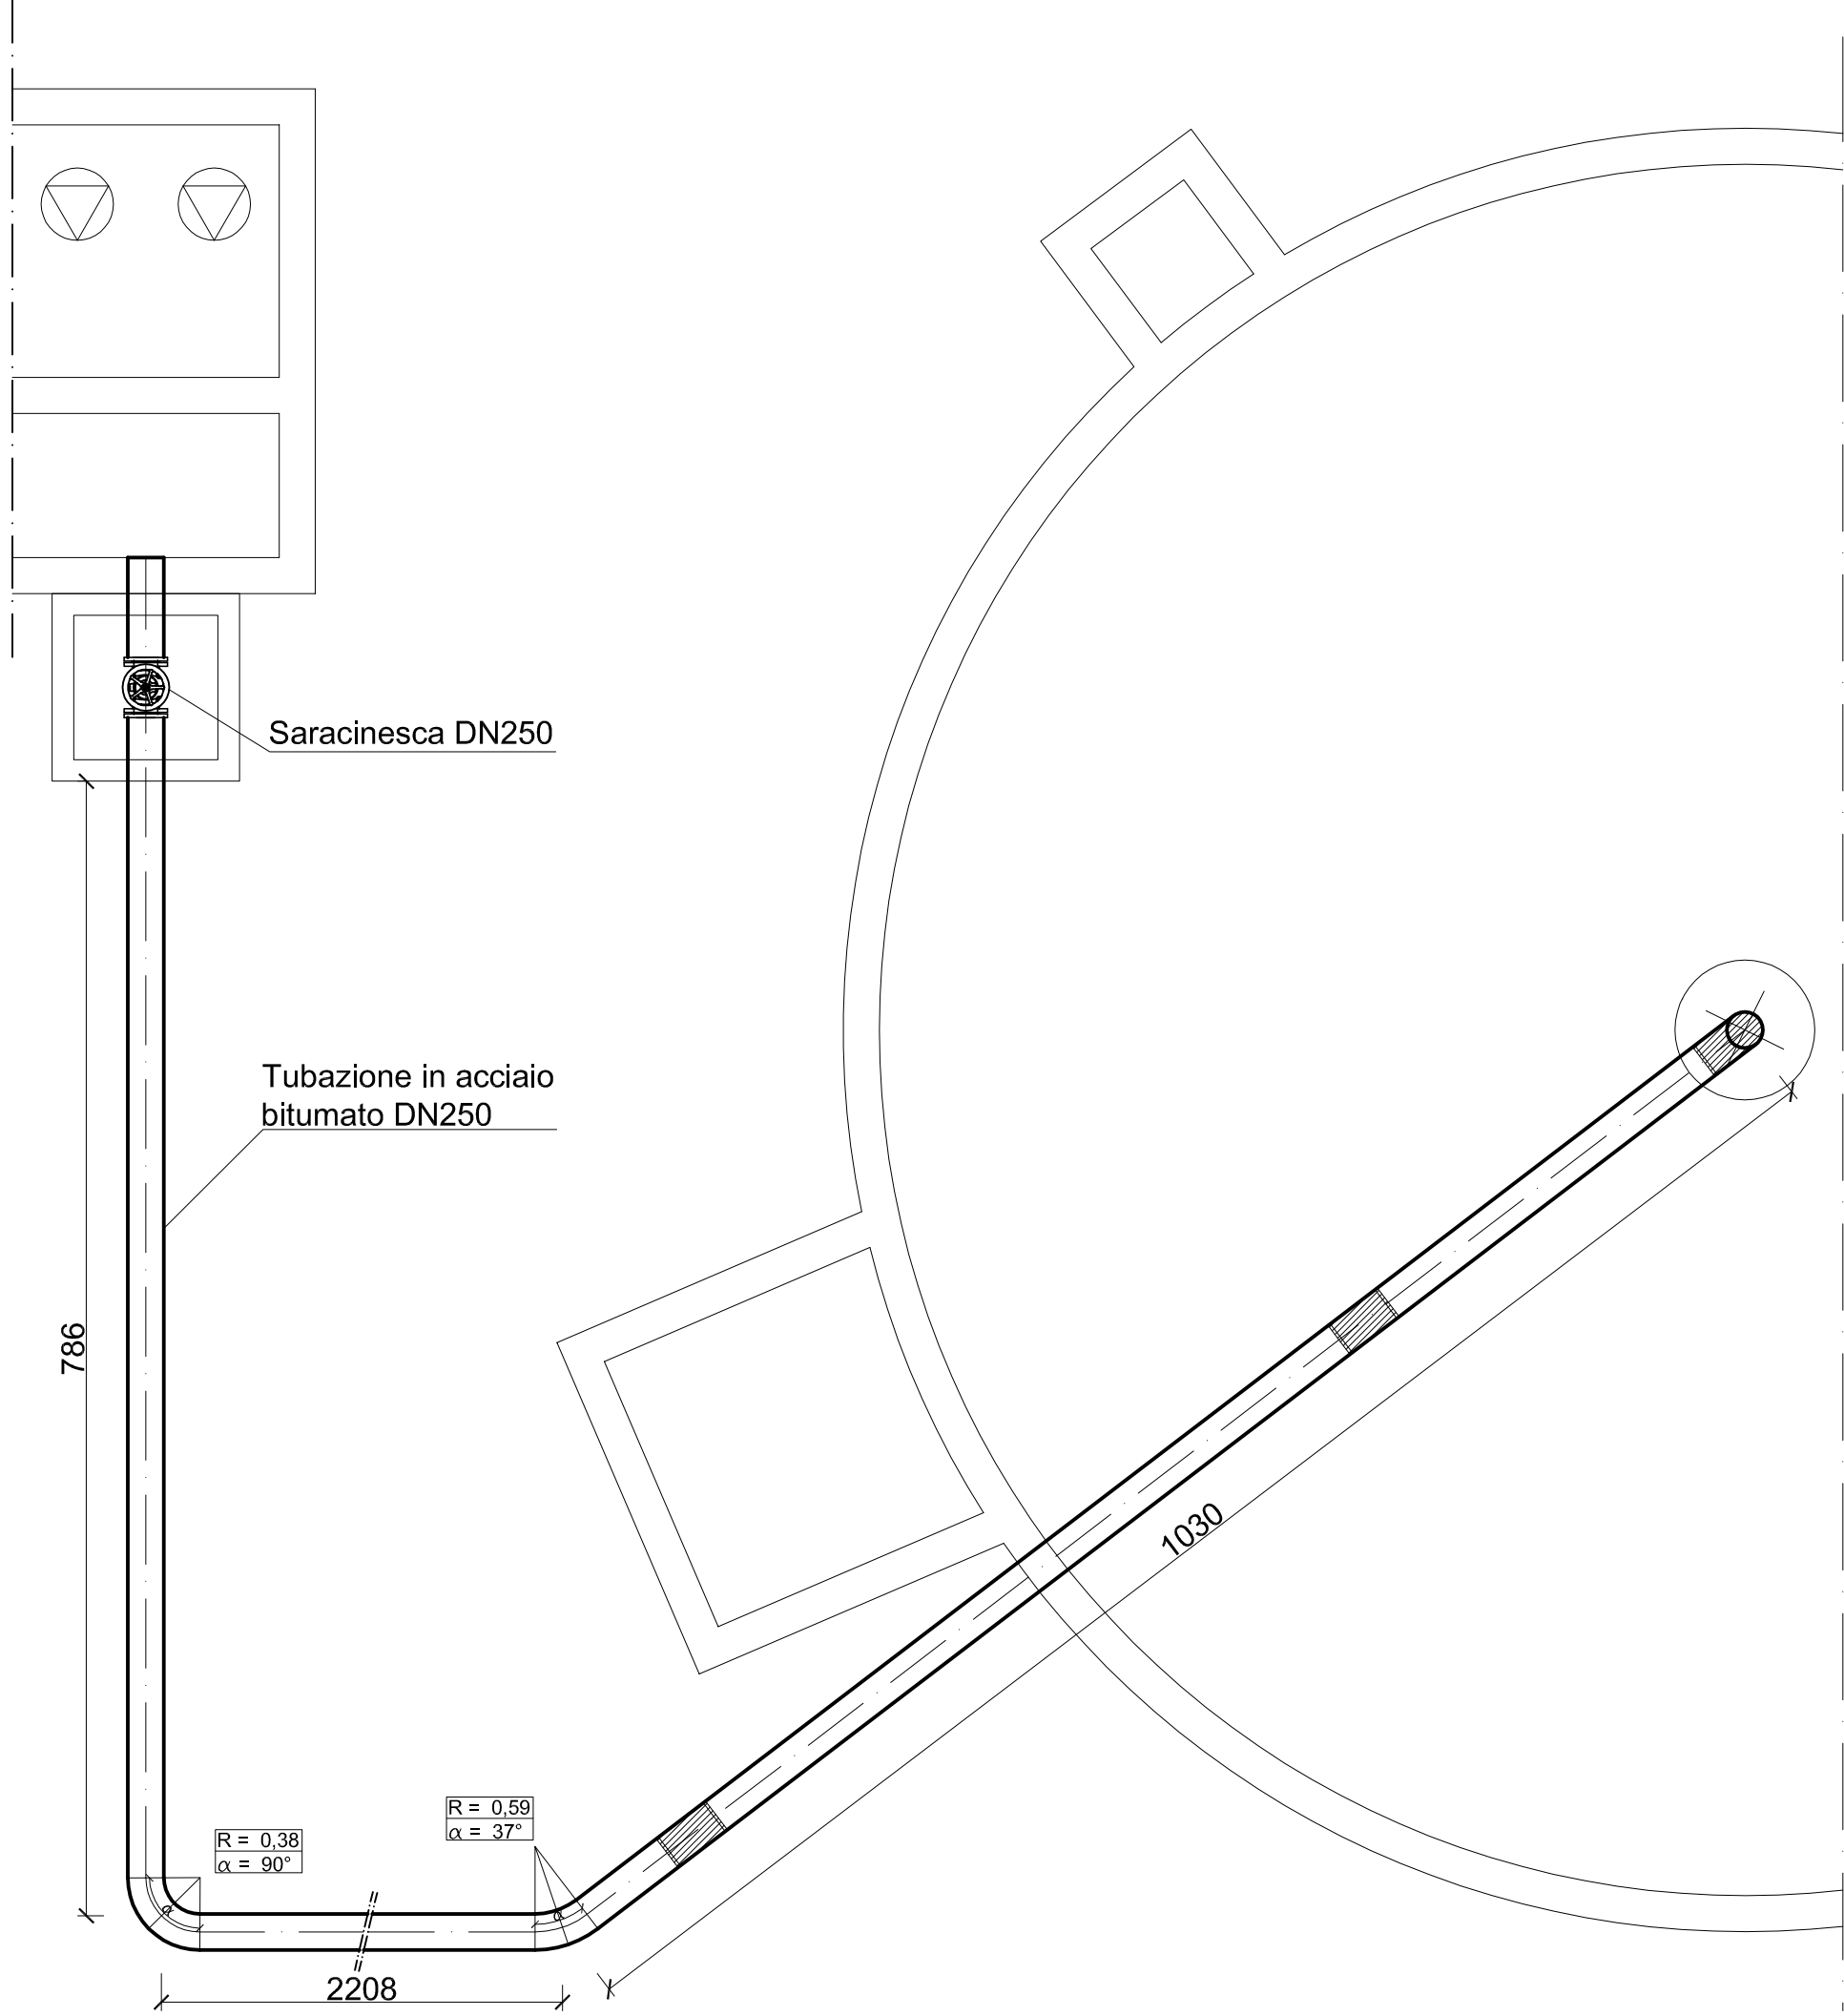 Saracinesca DN250
Tubazione in acciaio
bitumato DN250
786
1030
R = 0,59
α = 37°
R = 0,38
α = 90°
α
α
2208